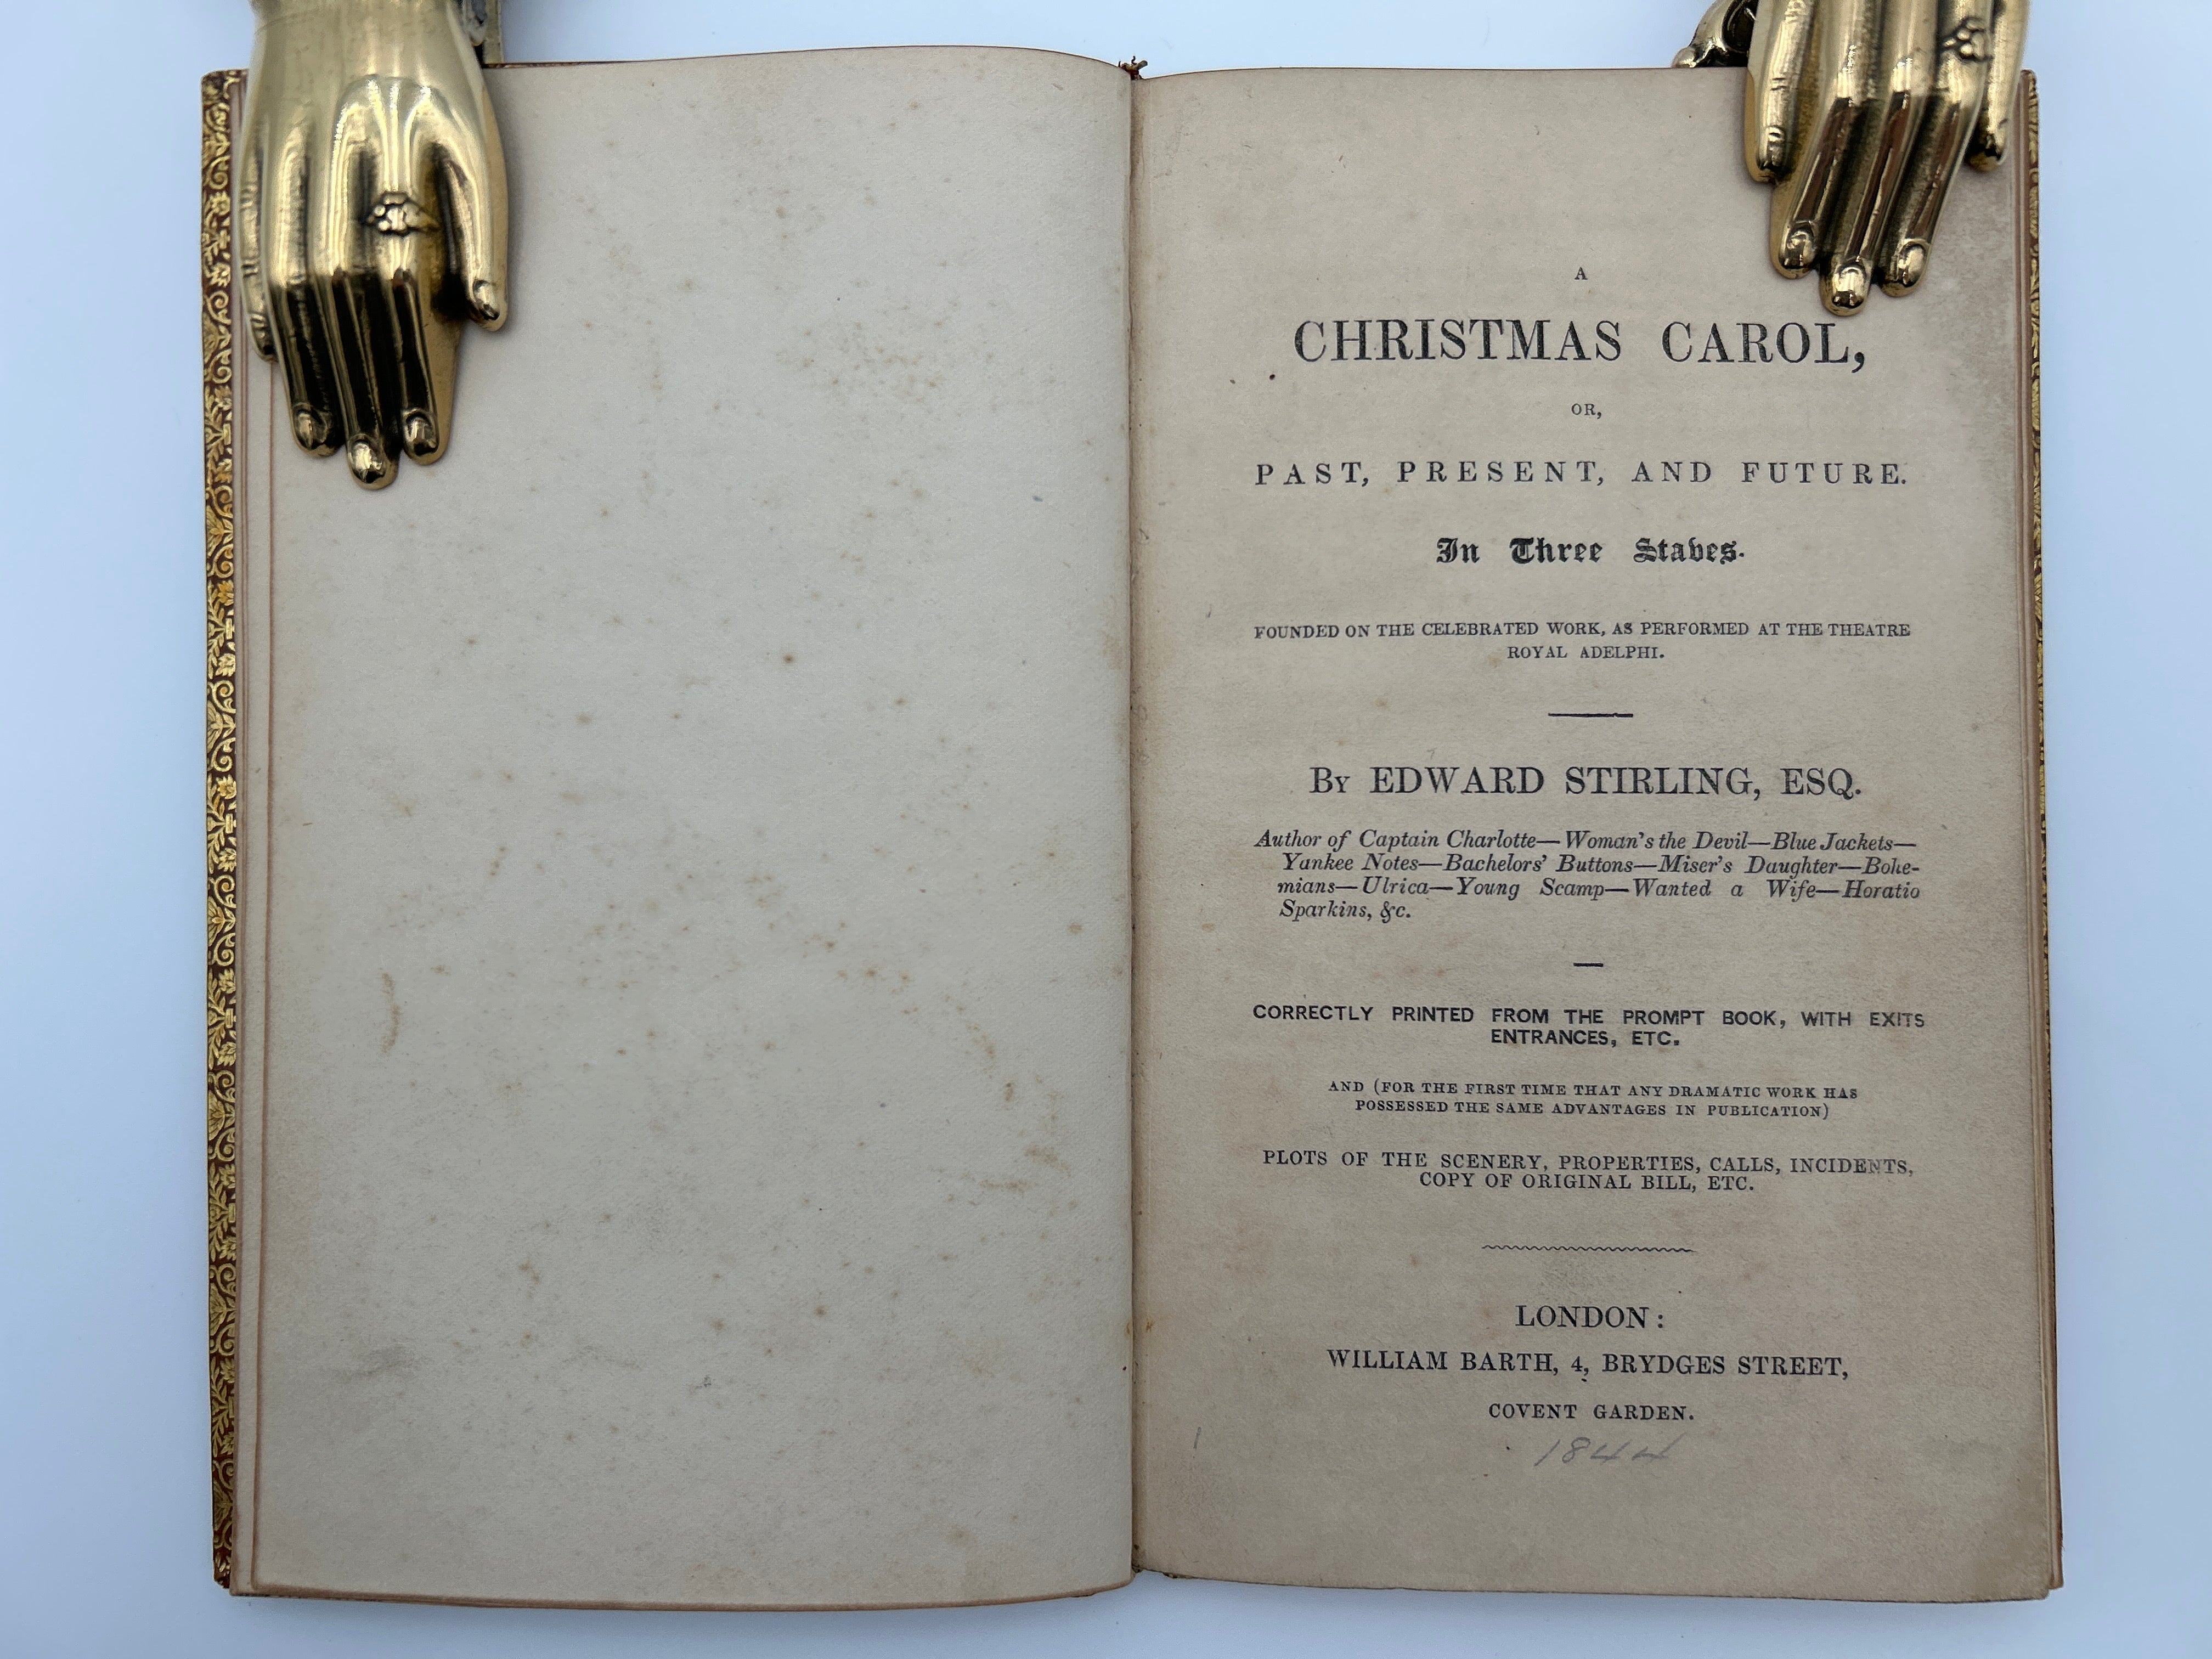 A
CHRISTMAS CAROL,
OR,
PAST, PRESENT, AND FUTURE.
In Three Staves.
FOUNDED ON THE CELEBRATED WORK, AS PERFORMED AT THE THEATRE
ROYAL ADELPHI.
By EDWARD STIRLING, ESQ.
Author of Captain Charlotte—Woman's the Devil—Blue Jackets—
Yankee Notes—Bachelors' Buttons—Miser's Daughter—Bohe-
mians—Ulrica—Young Scamp—Wanted a Wife—Horatio
Sparkins, &c.
CORRECTLY PRINTED FROM THE PROMPT BOOK, WITH EXITS
ENTRANCES, ETC.
AND (FOR THE FIRST TIME THAT ANY DRAMATIC WORK HAS
POSSESSED THE SAME ADVANTAGES IN PUBLICATION)
PLOTS OF THE SCENERY, PROPERTIES, CALLS, INCIDENTS,
COPY OF ORIGINAL BILL, ETC.
LONDON:
WILLIAM BARTH, 4, BRYDGES STREET,
COVENT GARDEN.
1844